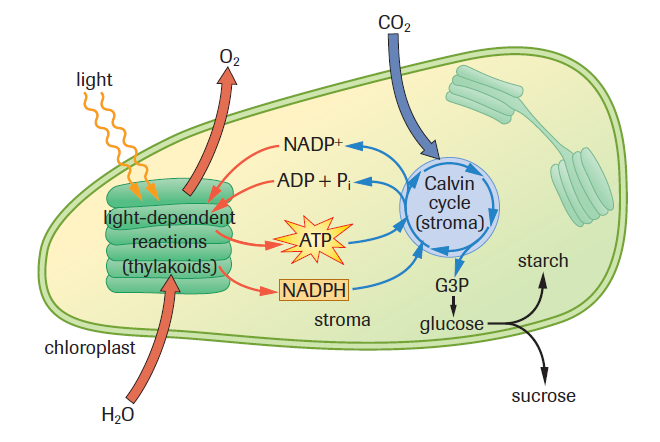 CO₂
O₂
light
NADP⁺
ADP + Pᵢ
Calvin
cycle
(stroma)
light-dependent
reactions
(thylakoids)
ATP
NADPH
starch
G3P
stroma
glucose
chloroplast
sucrose
H₂O